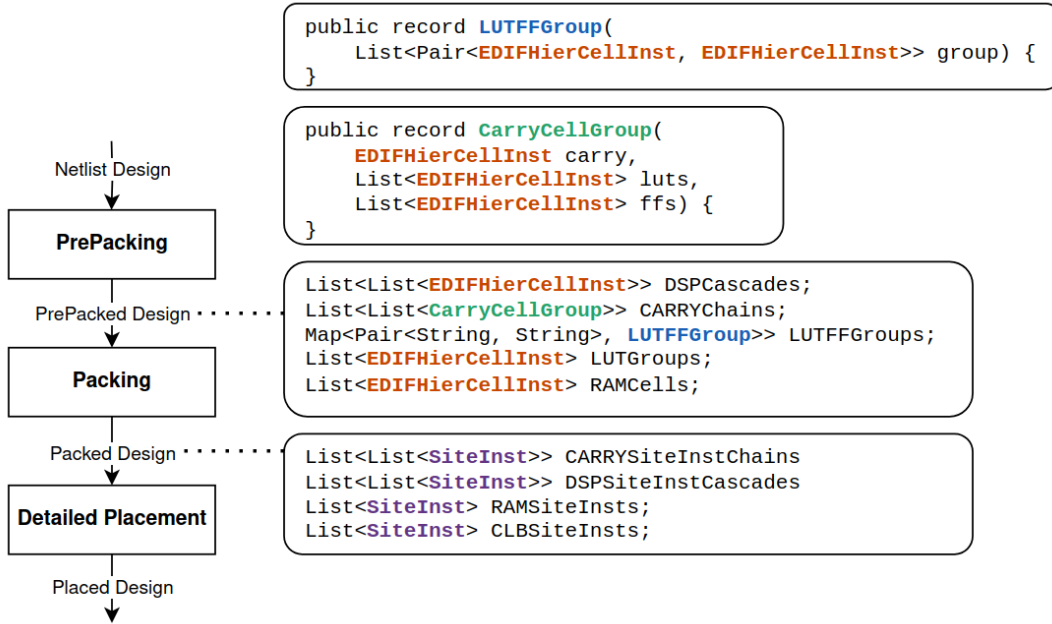 public record LUTFFGroup(
    List<Pair<EDIFHierCellInst, EDIFHierCellInst>> group) {
}
public record CarryCellGroup(
    EDIFHierCellInst carry,
    List<EDIFHierCellInst> luts,
    List<EDIFHierCellInst> ffs) {
}
Netlist Design
PrePacking
PrePacked Design
List<List<EDIFHierCellInst>> DSPCascades;
List<List<CarryCellGroup>> CARRYChains;
Map<Pair<String, String>, LUTFFGroup>> LUTFFGroups;
List<EDIFHierCellInst> LUTGroups;
List<EDIFHierCellInst> RAMCells;
Packing
Packed Design
List<List<SiteInst>> CARRYSiteInstChains
List<List<SiteInst>> DSPSiteInstCascades
List<SiteInst> RAMSiteInsts;
List<SiteInst> CLBSiteInsts;
Detailed Placement
Placed Design